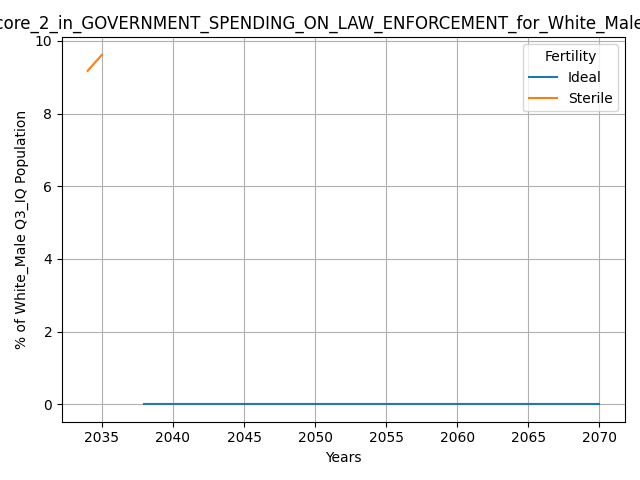 core_2_in_GOVERNMENT_SPENDING_ON_LAW_ENFORCEMENT_for_White_Male
10
8
6
4
2
0
% of White_Male Q3_IQ Population
Fertility
Ideal
Sterile
2035 2040 2045 2050 2055 2060 2065 2070
Years